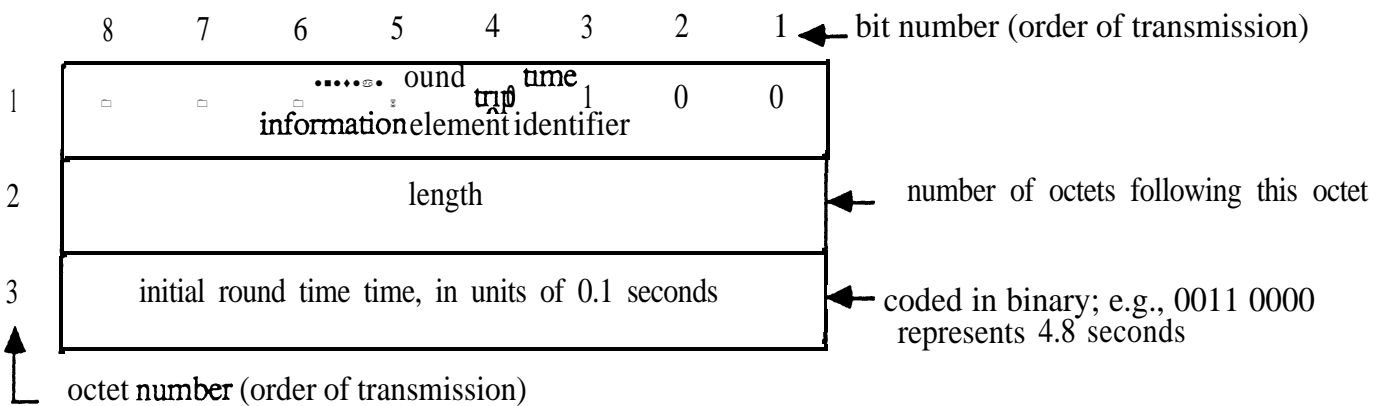 8 7 6 5 4 3 2 1 bit number (order of transmission)
ound trip time
1 1 0 0
information element identifier
2 length number of octets following this octet
3 initial round time time, in units of 0.1 seconds coded in binary; e.g., 0011 0000
represents 4.8 seconds
octet number (order of transmission)